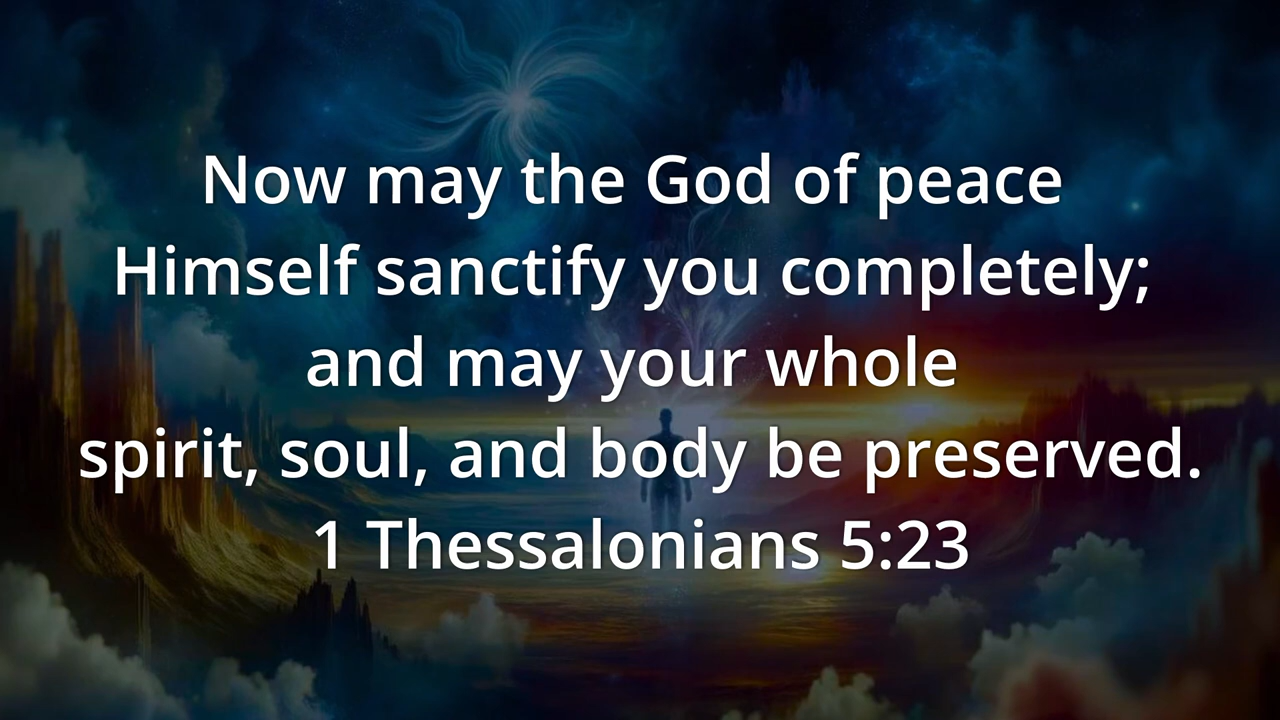 Now may the God of peace
Himself sanctify you completely;
and may your whole
spirit, soul, and body be preserved.
1 Thessalonians 5:23